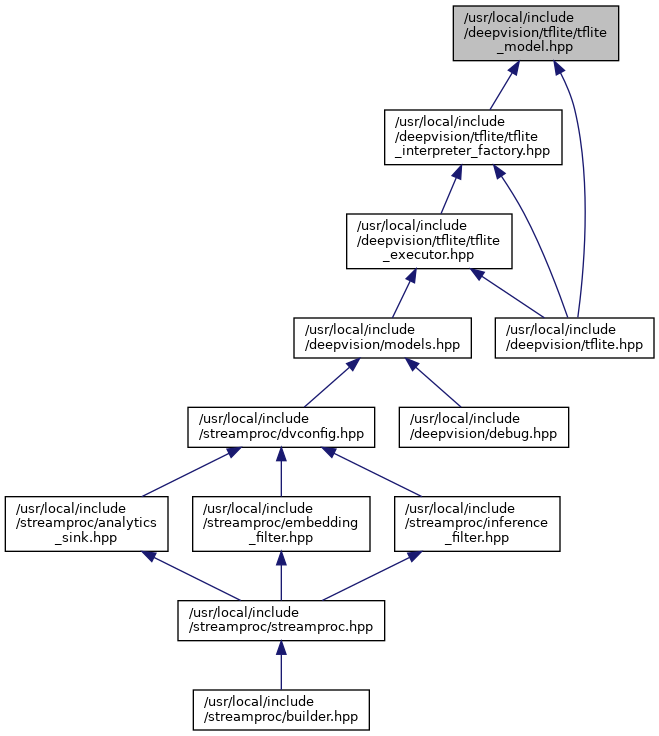 /usr/local/include
/deepvision/tflite/tflite
_model.hpp
/usr/local/include
/deepvision/tflite/tflite
_interpreter_factory.hpp
/usr/local/include
/deepvision/tflite/tflite
_executor.hpp
/usr/local/include
/deepvision/models.hpp
/usr/local/include
/deepvision/tflite.hpp
/usr/local/include
/streamproc/dvconfig.hpp
/usr/local/include
/deepvision/debug.hpp
/usr/local/include
/streamproc/analytics
_sink.hpp
/usr/local/include
/streamproc/embedding
_filter.hpp
/usr/local/include
/streamproc/inference
_filter.hpp
/usr/local/include
/streamproc/streamproc.hpp
/usr/local/include
/streamproc/builder.hpp